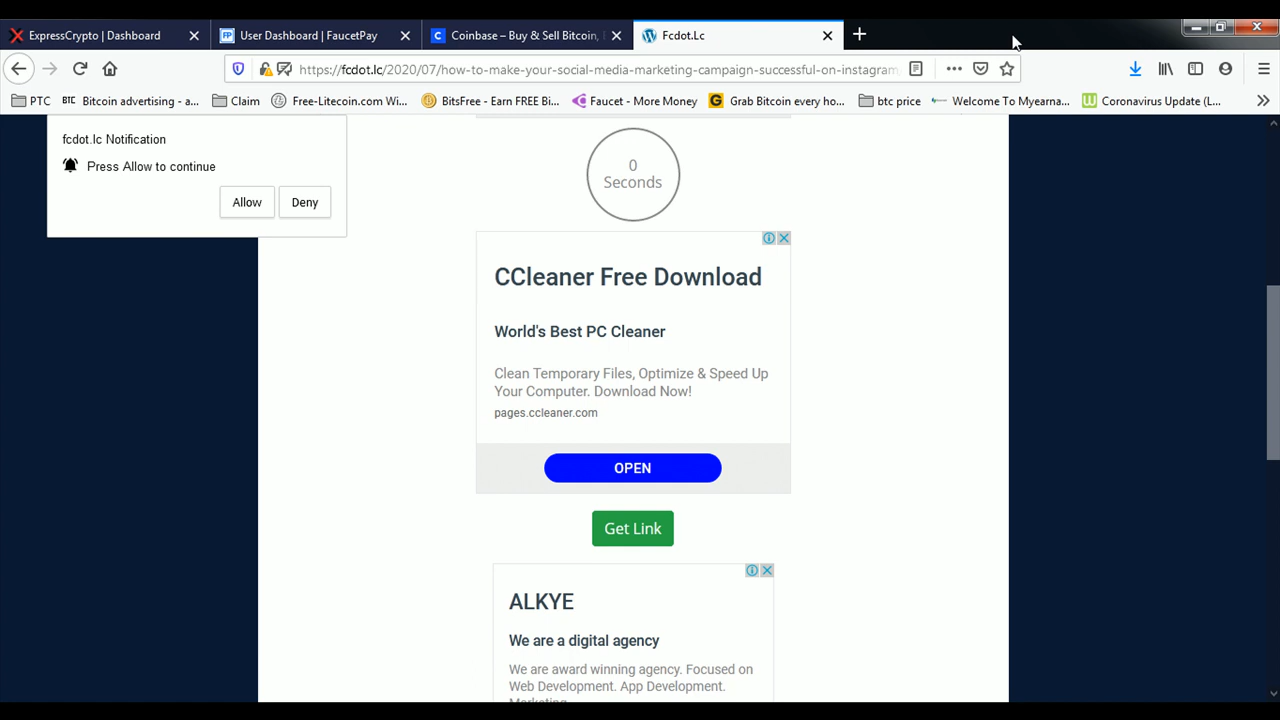 ExpressCrypto | Dashboard
User Dashboard | FaucetPay
Coinbase – Buy & Sell Bitcoin,
Fcdot.Lc
https://fcdot.lc/2020/07/how-to-make-your-social-media-marketing-campaign-successful-on-instagram
PTC
BTC Bitcoin advertising - a...
Claim
Free-Litecoin.com Wi...
BitsFree - Earn FREE Bi...
Faucet - More Money
G Grab Bitcoin every ho...
btc price
Welcome To Myearna...
Coronavirus Update (L...
fcdot.lc Notification
Press Allow to continue
Allow
Deny
0
Seconds
CCleaner Free Download
World's Best PC Cleaner
Clean Temporary Files, Optimize & Speed Up
Your Computer. Download Now!
pages.ccleaner.com
OPEN
Get Link
ALKYE
We are a digital agency
We are award winning agency. Focused on
Web Development. App Development.
Marketing